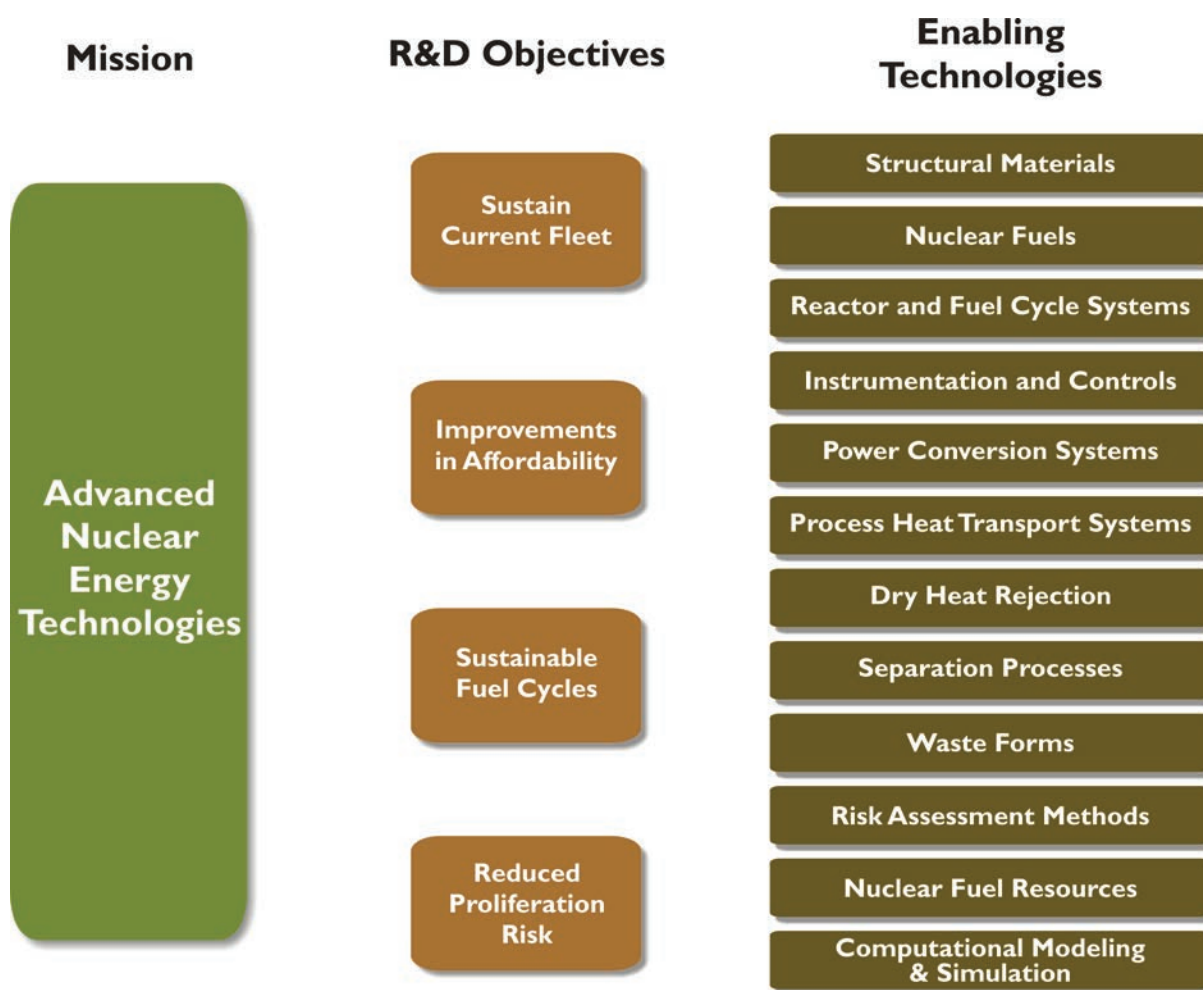 Mission
R&D Objectives
Enabling
Technologies
Advanced
Nuclear
Energy
Technologies
Sustain
Current Fleet
Improvements
in Affordability
Sustainable
Fuel Cycles
Reduced
Proliferation
Risk
Structural Materials
Nuclear Fuels
Reactor and Fuel Cycle Systems
Instrumentation and Controls
Power Conversion Systems
Process Heat Transport Systems
Dry Heat Rejection
Separation Processes
Waste Forms
Risk Assessment Methods
Nuclear Fuel Resources
Computational Modeling
& Simulation